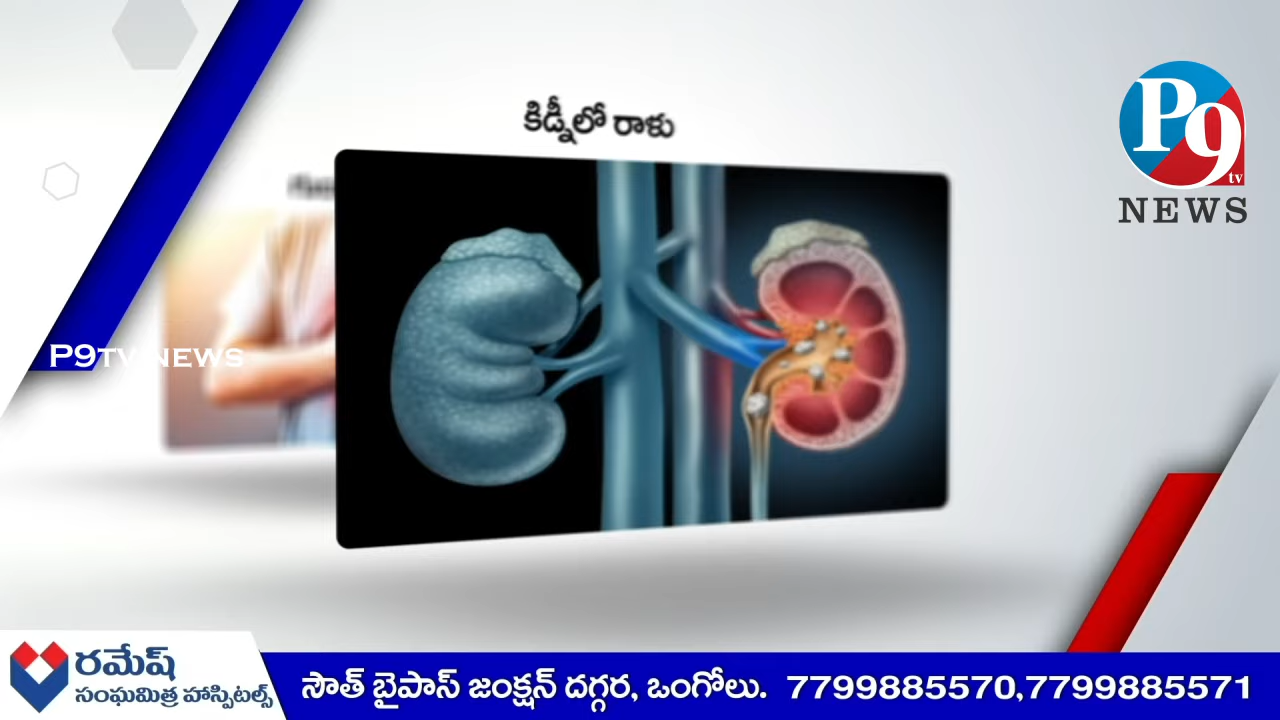 కిడ్నీలో రాళు
P9
tv
NEWS
P9TV NEWS
రమేష్
సంఘమిత్ర హాస్పిటల్స్
సౌత్ బైపాస్ జంక్షన్ దగ్గర, ఒంగోలు. 7799885570,7799885571